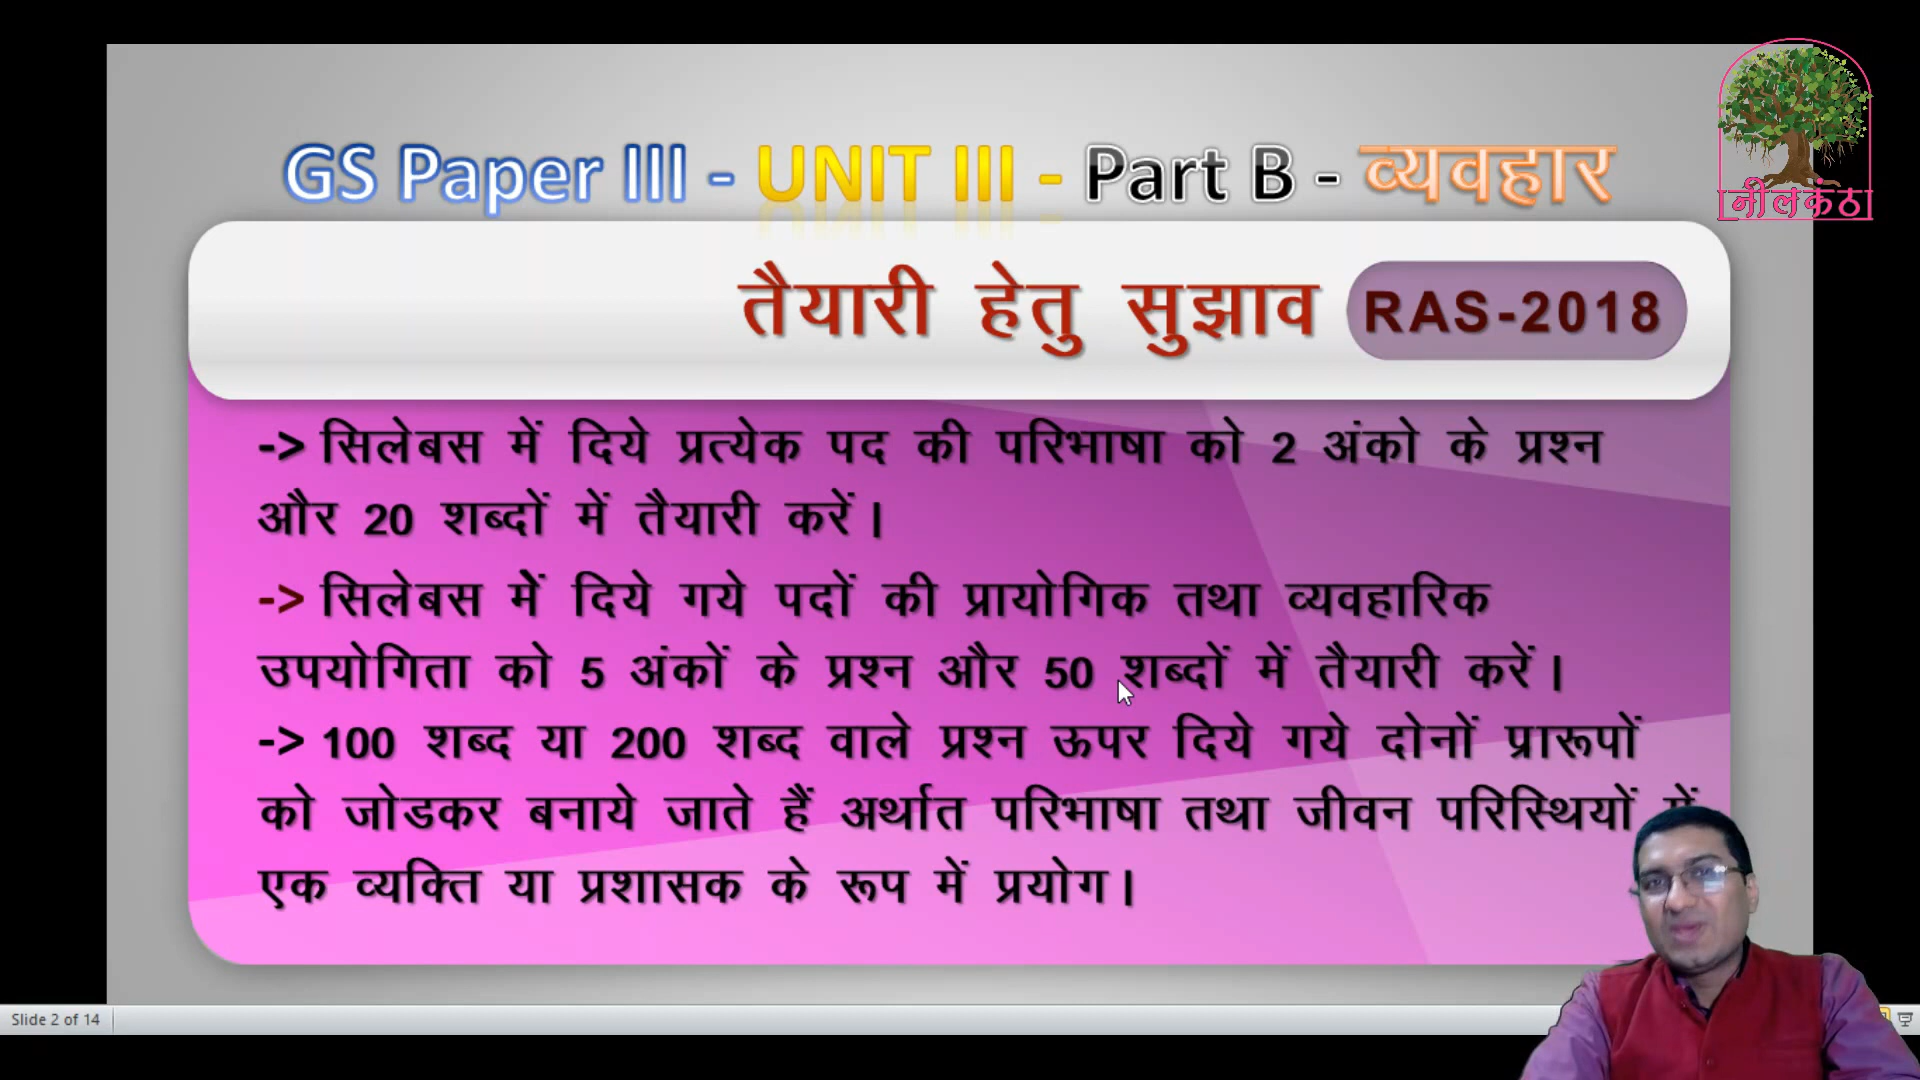 GS Paper III - UNIT III - Part B - व्यवहार
नीलकंठ
तैयारी हेतु सुझाव RAS-2018
-> सिलेबस में दिये प्रत्येक पद की परिभाषा को 2 अंको के प्रश्न
और 20 शब्दों में तैयारी करें।
-> सिलेबस में दिये गये पदों की प्रायोगिक तथा व्यवहारिक
उपयोगिता को 5 अंकों के प्रश्न और 50 शब्दों में तैयारी करें।
-> 100 शब्द या 200 शब्द वाले प्रश्न ऊपर दिये गये दोनों प्रारूपों
को जोडकर बनाये जाते हैं अर्थात परिभाषा तथा जीवन परिस्थियों में
एक व्यक्ति या प्रशासक के रूप में प्रयोग।
Slide 2 of 14